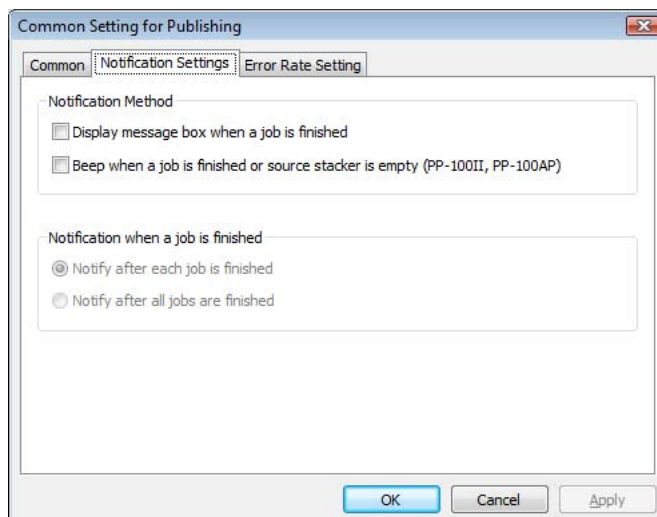 Common Setting for Publishing
Common
Notification Settings
Error Rate Setting
Notification Method
Display message box when a job is finished
Beep when a job is finished or source stacker is empty (PP-100II, PP-100AP)
Notification when a job is finished
Notify after each job is finished
Notify after all jobs are finished
OK
Cancel
Apply